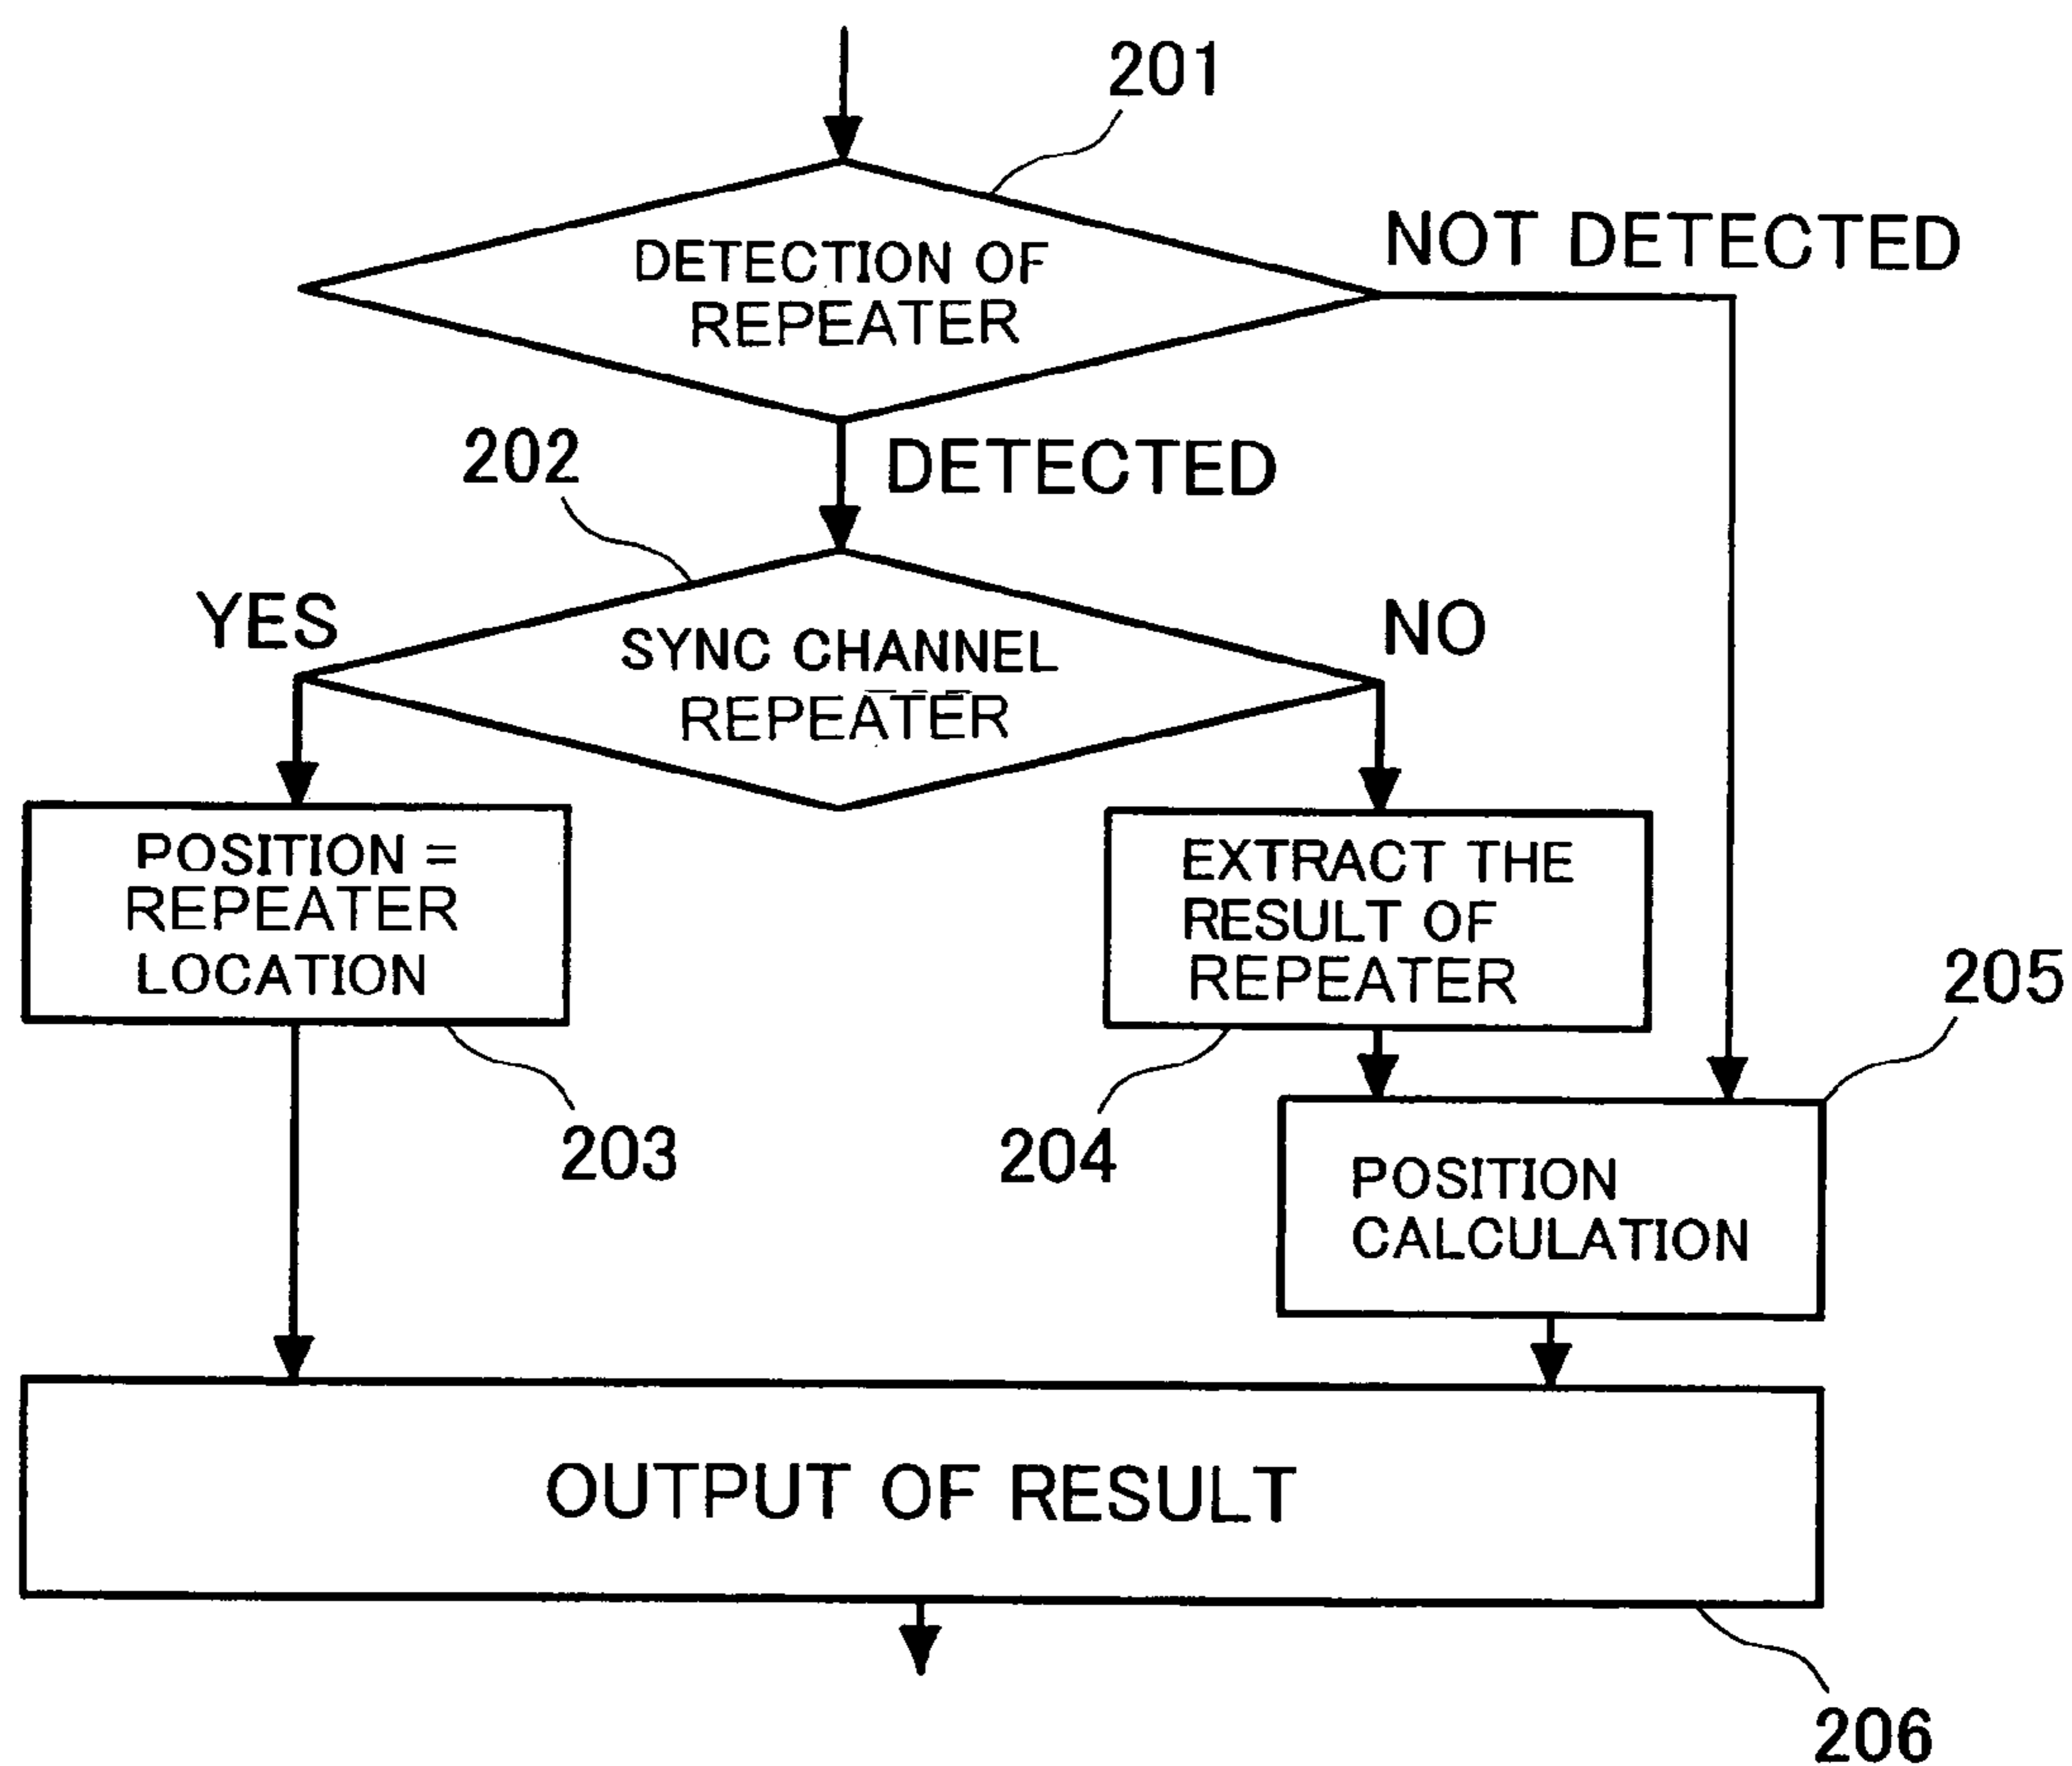 201
DETECTION OF
REPEATER
NOT DETECTED
202
DETECTED
YES
SYNC CHANNEL
REPEATER
NO
POSITION =
REPEATER
LOCATION
EXTRACT THE
RESULT OF
REPEATER
205
203
204
POSITION
CALCULATION
OUTPUT OF RESULT
206